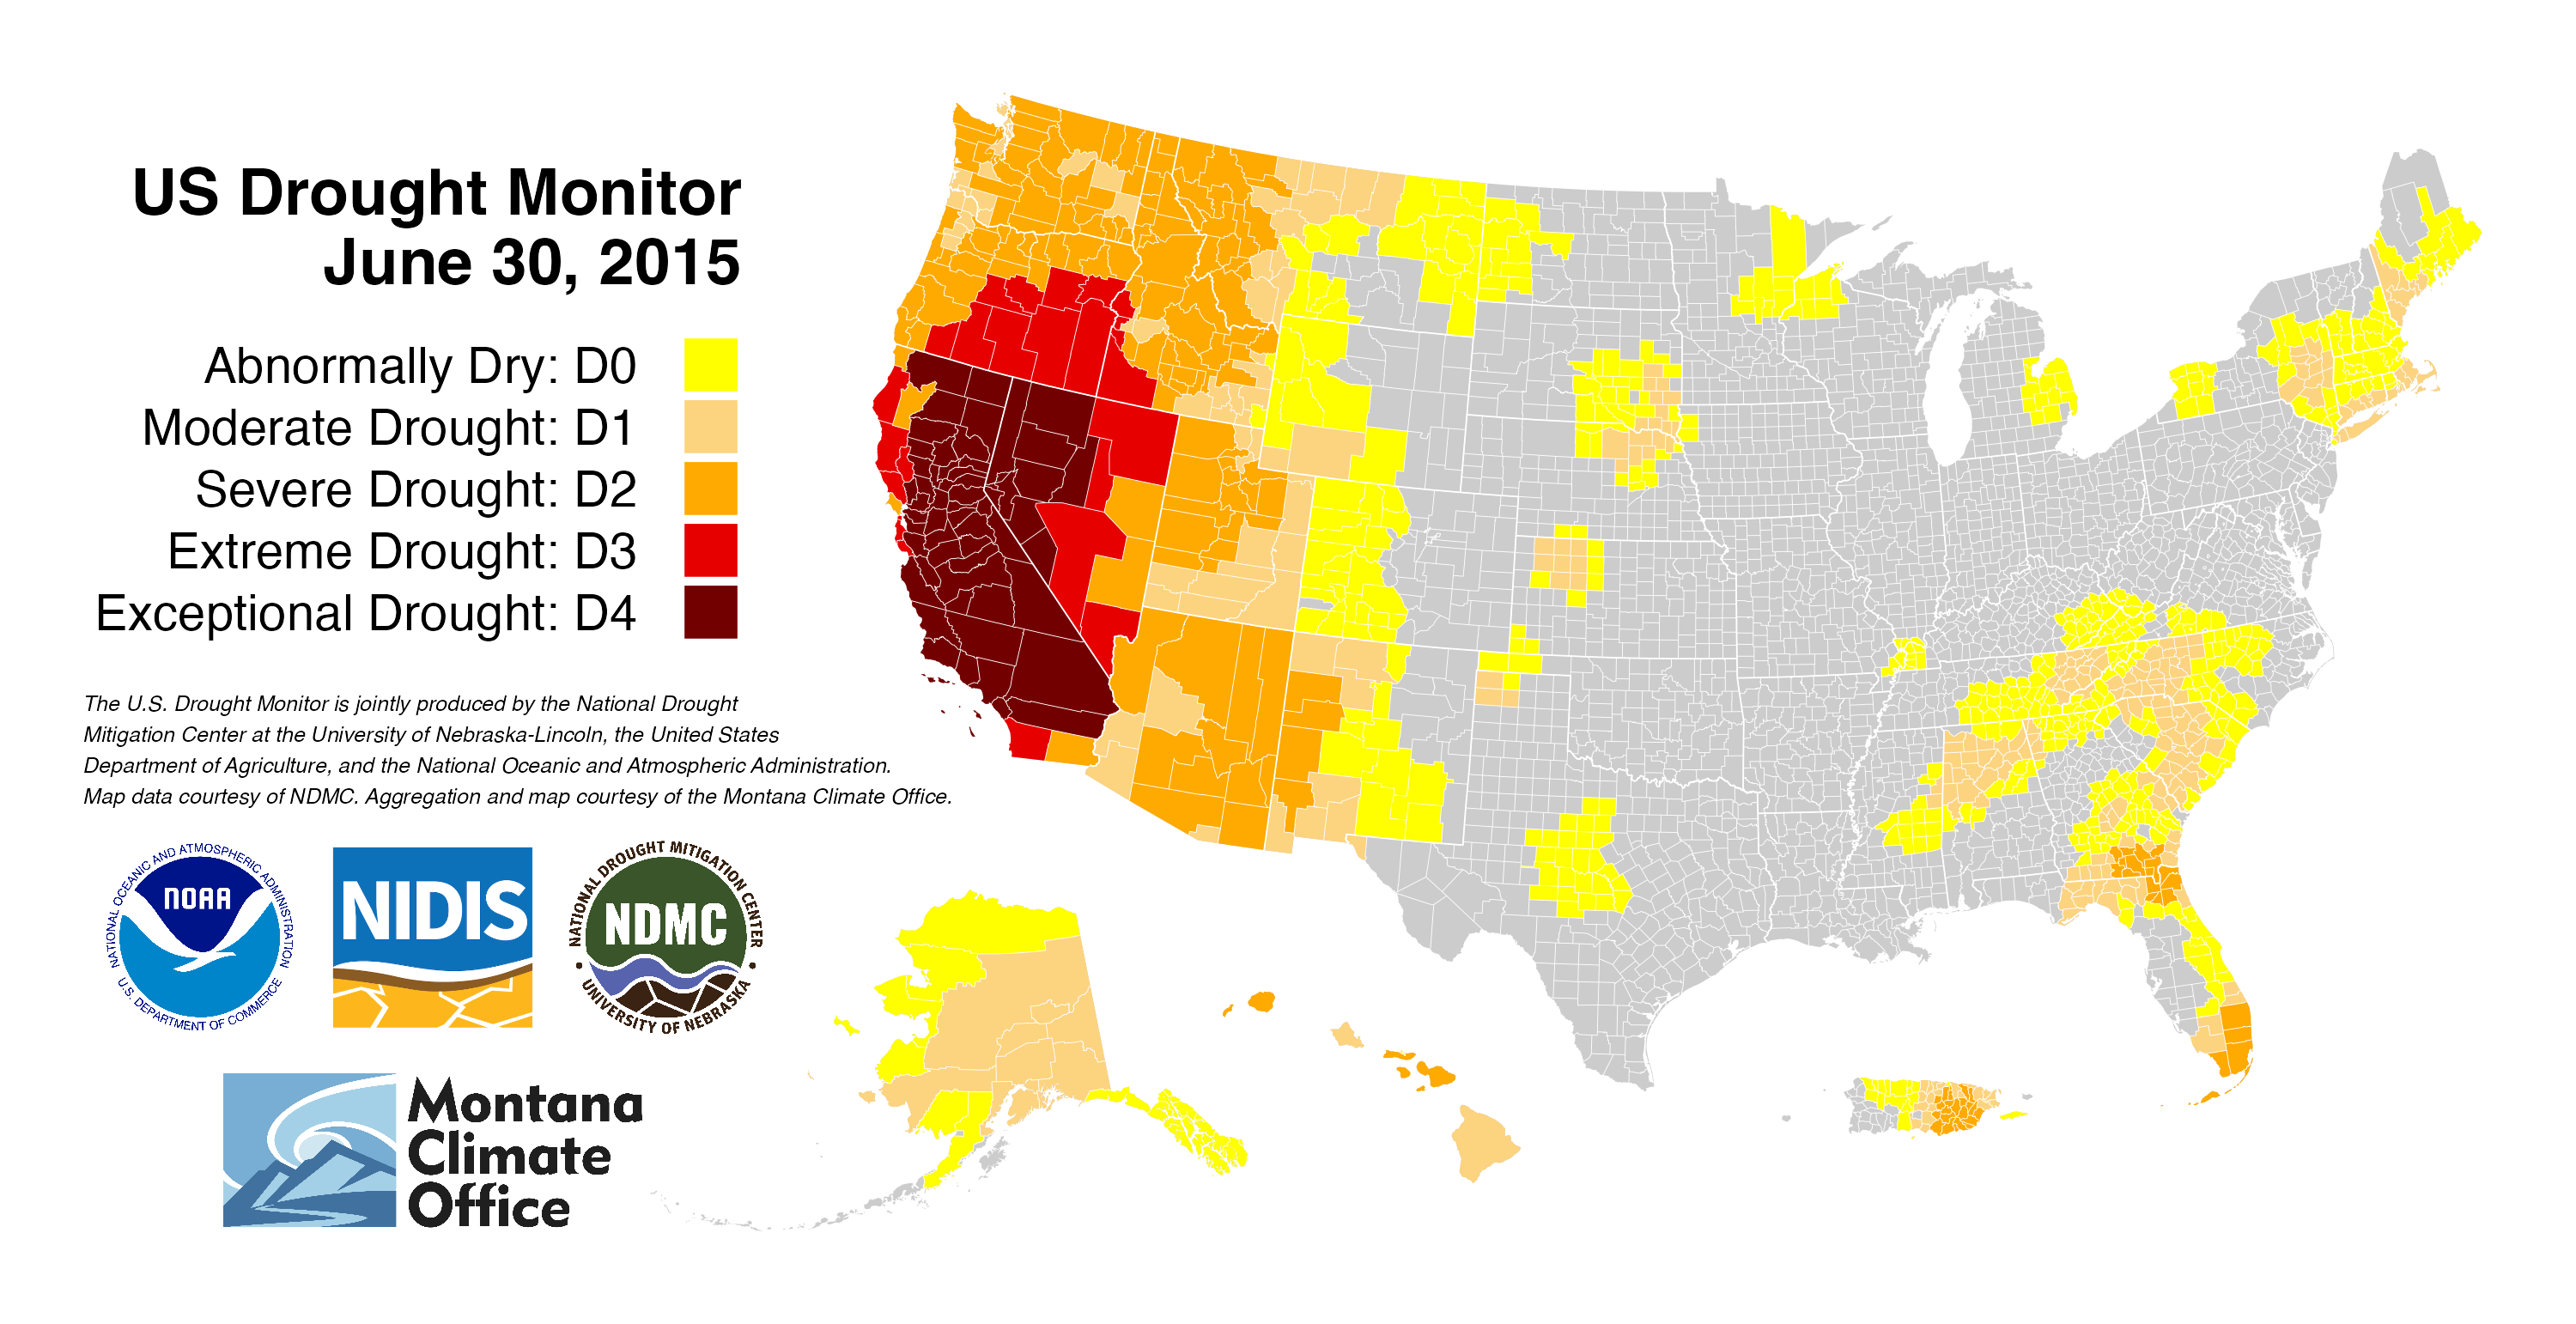 US Drought Monitor
June 30, 2015
Abnormally Dry: D0
Moderate Drought: D1
Severe Drought: D2
Extreme Drought: D3
Exceptional Drought: D4
The U.S. Drought Monitor is jointly produced by the National Drought
Mitigation Center at the University of Nebraska-Lincoln, the United States
Department of Agriculture, and the National Oceanic and Atmospheric Administration.
Map data courtesy of NDMC. Aggregation and map courtesy of the Montana Climate Office.
NATIONAL OCEANIC AND ATMOSPHERIC ADMINISTRATION
NOAA
U.S. DEPARTMENT OF COMMERCE
NIDIS
NATIONAL DROUGHT MITIGATION CENTER
NDMC
UNIVERSITY OF NEBRASKA
Montana
Climate
Office